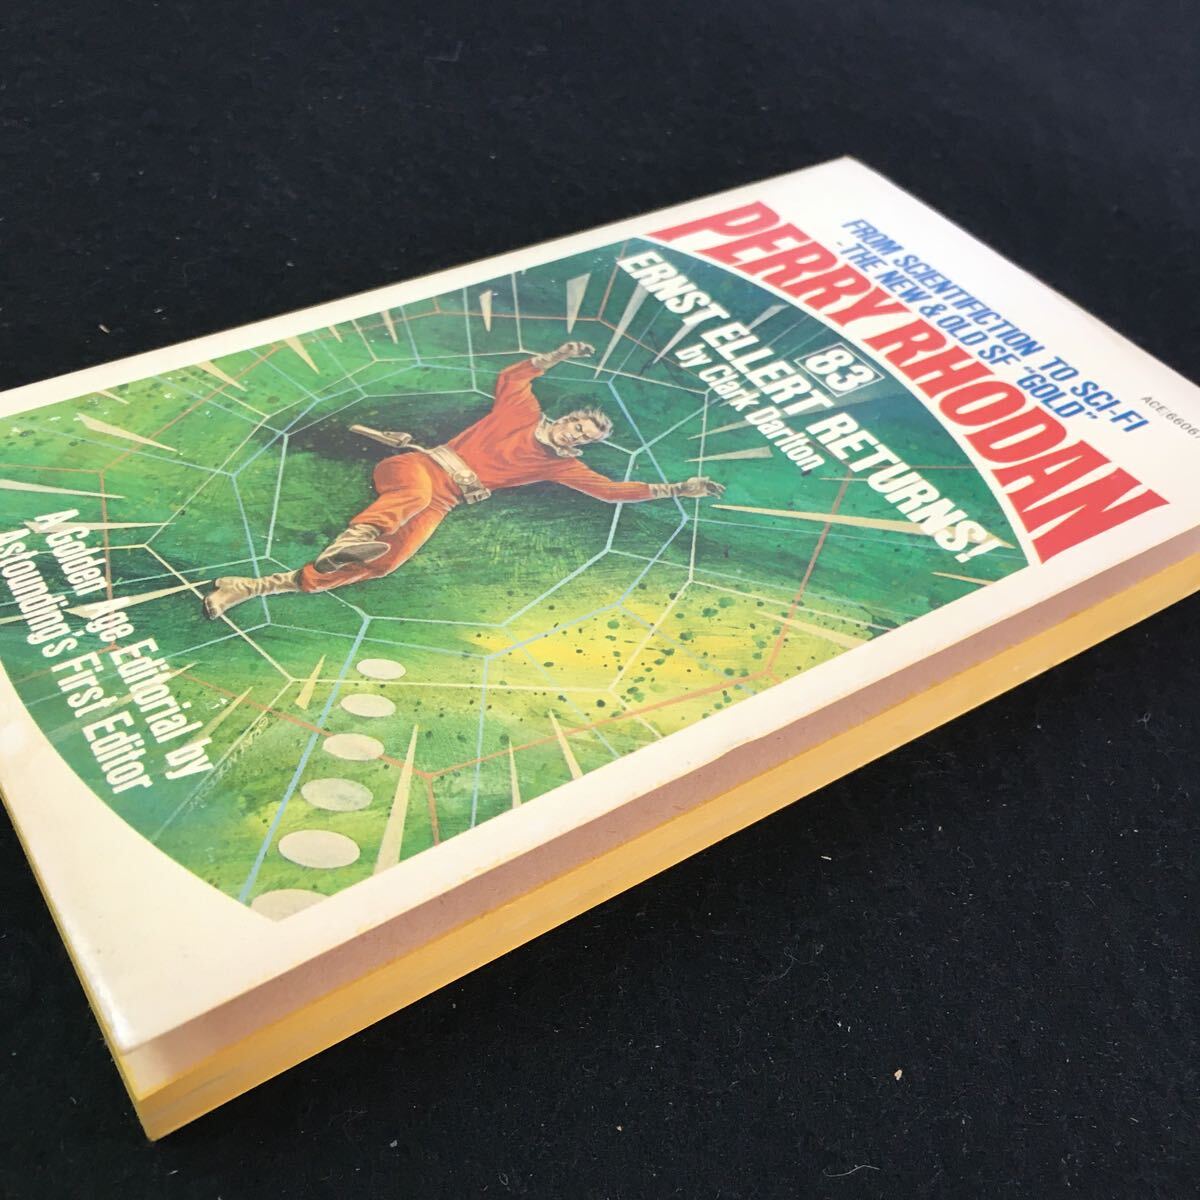 FROM SCIENTIFICTION TO SCI-FI
-THE NEW & OLD SF "GOLD"
PERRY RHODAN
83
ERNST ELLERT RETURNS!
by Clark Darlton
A Golden Age Editorial by
Astounding's First Editor